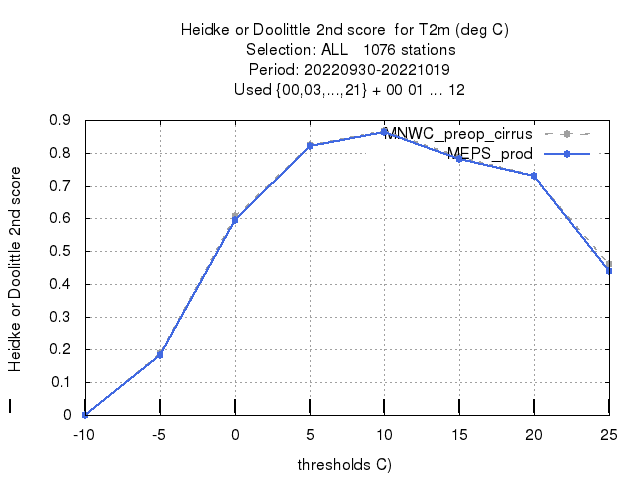 Heidke or Doolittle 2nd score  for T2m (deg C)
Selection: ALL   1076 stations
Period: 20220930-20221019
Used {00,03,...,21} + 00 01 ... 12
MNWC_preop_cirrus
MEPS_prod
Heidke or Doolittle 2nd score
0.9
0.8
0.7
0.6
0.5
0.4
0.3
0.2
0.1
0
-10 -5 0 5 10 15 20 25
thresholds C)